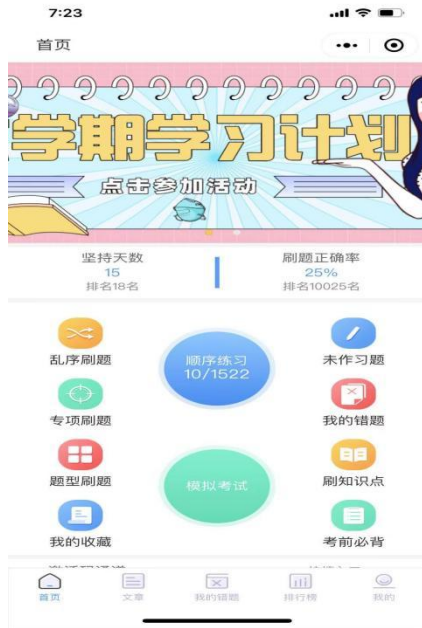 7:23
首页
学期学习计划
点击参加活动
坚持天数
15
排名18名
刷题正确率
25%
排名10025名
乱序刷题
顺序练习
10/1522
未作习题
专项刷题
我的错题
题型刷题
模拟考试
刷知识点
我的收藏
考前必背
首页
文章
我的错题
排行榜
我的